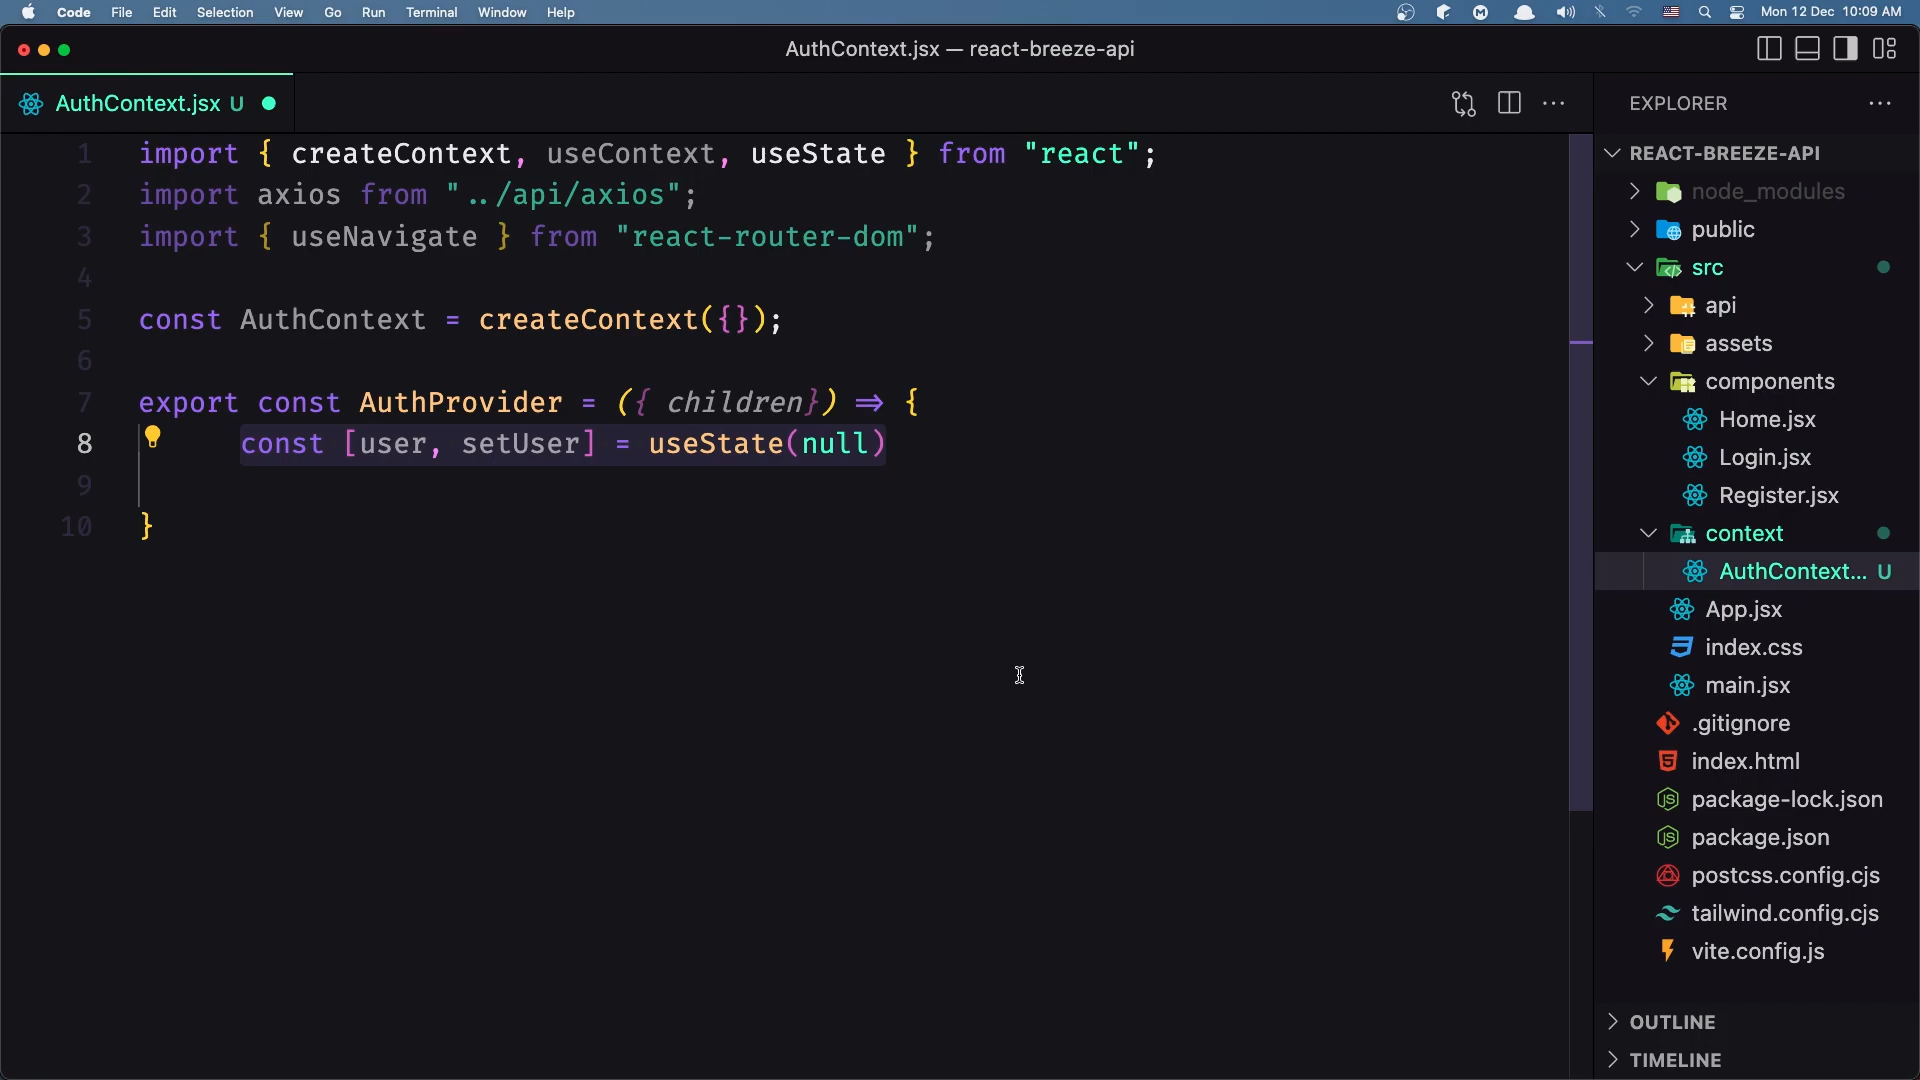 Code File Edit Selection View Go Run Terminal Window Help Mon 12 Dec 10:09 AM
AuthContext.jsx — react-breeze-api
AuthContext.jsx U
1 import { createContext, useContext, useState } from "react";
2 import axios from "../api/axios";
3 import { useNavigate } from "react-router-dom";
4
5 const AuthContext = createContext({});
6
7 export const AuthProvider = ({ children}) => {
8 const [user, setUser] = useState(null)
9
10 }
EXPLORER
REACT-BREEZE-API
node_modules
public
src
api
assets
components
Home.jsx
Login.jsx
Register.jsx
context
AuthContext... U
App.jsx
index.css
main.jsx
.gitignore
index.html
package-lock.json
package.json
postcss.config.cjs
tailwind.config.cjs
vite.config.js
OUTLINE
TIMELINE